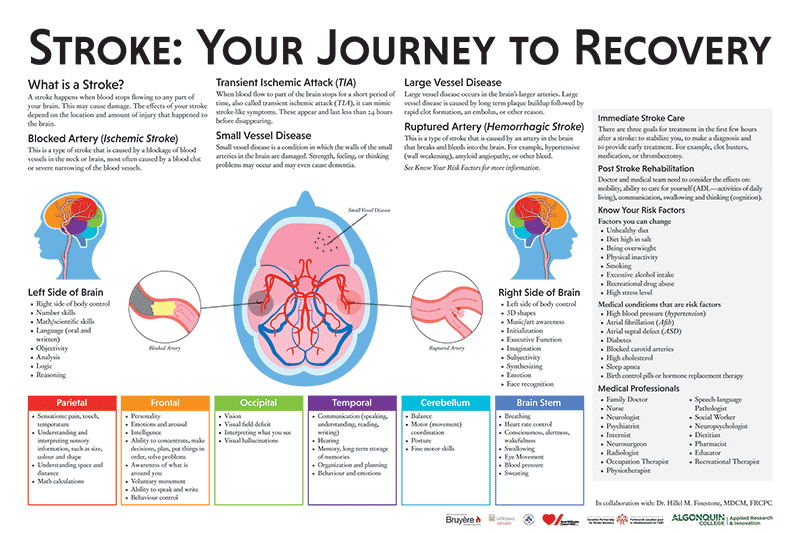 STROKE: YOUR JOURNEY TO RECOVERY
What is a Stroke?
A stroke happens when blood stops flowing to any part of
your brain. This may cause damage. The effects of your stroke
depend on the location and amount of injury that happened to
the brain.
Blocked Artery (Ischemic Stroke)
This is a type of stroke that is caused by a blockage of blood
vessels in the neck or brain, most often caused by a blood clot
or severe narrowing of the blood vessels.
Transient Ischemic Attack (TIA)
When blood flow to part of the brain stops for a short period of
time, also called transient ischemic attack (TIA), it can mimic
stroke-like symptoms. These appear and last less than 24 hours
before disappearing.
Small Vessel Disease
Small vessel disease is a condition in which the walls of the small
arteries in the brain are damaged. Strength, feeling, or thinking
problems may occur and may even cause dementia.
Large Vessel Disease
Large vessel disease occurs in the brain's larger arteries. Large
vessel disease is caused by long term plaque buildup followed by
rapid clot formation, an embolus, or other reason.
Ruptured Artery (Hemorrhagic Stroke)
This is a type of stroke that is caused by an artery in the brain
that breaks and bleeds into the brain. For example, hypertensive
(wall weakening), amyloid angiopathy, or other bleed.
See Know Your Risk Factors for more information.
Immediate Stroke Care
There are three goals for treatment in the first few hours
after a stroke: to stabilize you, to make a diagnosis and
to provide early treatment. For example, clot busters,
medication, or thrombectomy.
Post Stroke Rehabilitation
Doctor and medical team need to consider the effects on:
mobility, ability to care for yourself (ADL—activities of daily
living), communication, swallowing and thinking (cognition).
Know Your Risk Factors
Factors you can change
• Unhealthy diet
• Diet high in salt
• Being overweight
• Physical inactivity
• Smoking
• Excessive alcohol intake
• Recreational drug abuse
• High stress level
Medical conditions that are risk factors
• High blood pressure (hypertension)
• Atrial fibrillation (Afib)
• Atrial septal defect (ASD)
• Diabetes
• Blocked carotid arteries
• High cholesterol
• Sleep apnea
• Birth control pills or hormone replacement therapy
Medical Professionals
• Family Doctor
• Nurse
• Neurologist
• Psychiatrist
• Internist
• Neurosurgeon
• Radiologist
• Occupation Therapist
• Physiotherapist
• Speech-language
Pathologist
• Social Worker
• Neuropsychologist
• Dietitian
• Pharmacist
• Educator
• Recreational Therapist
Small Vessel Disease
Left Side of Brain
• Right side of body control
• Number skills
• Math/scientific skills
• Language (oral and
written)
• Objectivity
• Analysis
• Logic
• Reasoning
Blocked Artery
Ruptured Artery
Right Side of Brain
• Left side of body control
• 3D shapes
• Music/art awareness
• Initialization
• Executive Function
• Imagination
• Subjectivity
• Synthesizing
• Emotion
• Face recognition
Parietal
• Sensations: pain, touch,
temperature
• Understanding and
interpreting sensory
information, such as size,
colour and shape
• Understanding space and
distance
• Math calculations
Frontal
• Personality
• Emotions and arousal
• Intelligence
• Ability to concentrate, make
decisions, plan, put things in
order, solve problems
• Awareness of what is
around you
• Voluntary movement
• Ability to speak and write
• Behaviour control
Occipital
• Vision
• Visual field deficit
• Interpreting what you see
• Visual hallucinations
Temporal
• Communication (speaking,
understanding, reading,
writing)
• Hearing
• Memory, long-term storage
of memories
• Organization and planning
• Behaviour and emotions
Cerebellum
• Balance
• Motor (movement)
coordination
• Posture
• Fine motor skills
Brain Stem
• Breathing
• Heart rate control
• Consciousness, alertness,
wakefulness
• Swallowing
• Eye Movement
• Blood pressure
• Sweating
In collaboration with: Dr. Hillel M. Finestone, MDCM, FRCPC
Bruyère
uOttawa
ALGONQUIN
COLLEGE
Applied Research
& Innovation